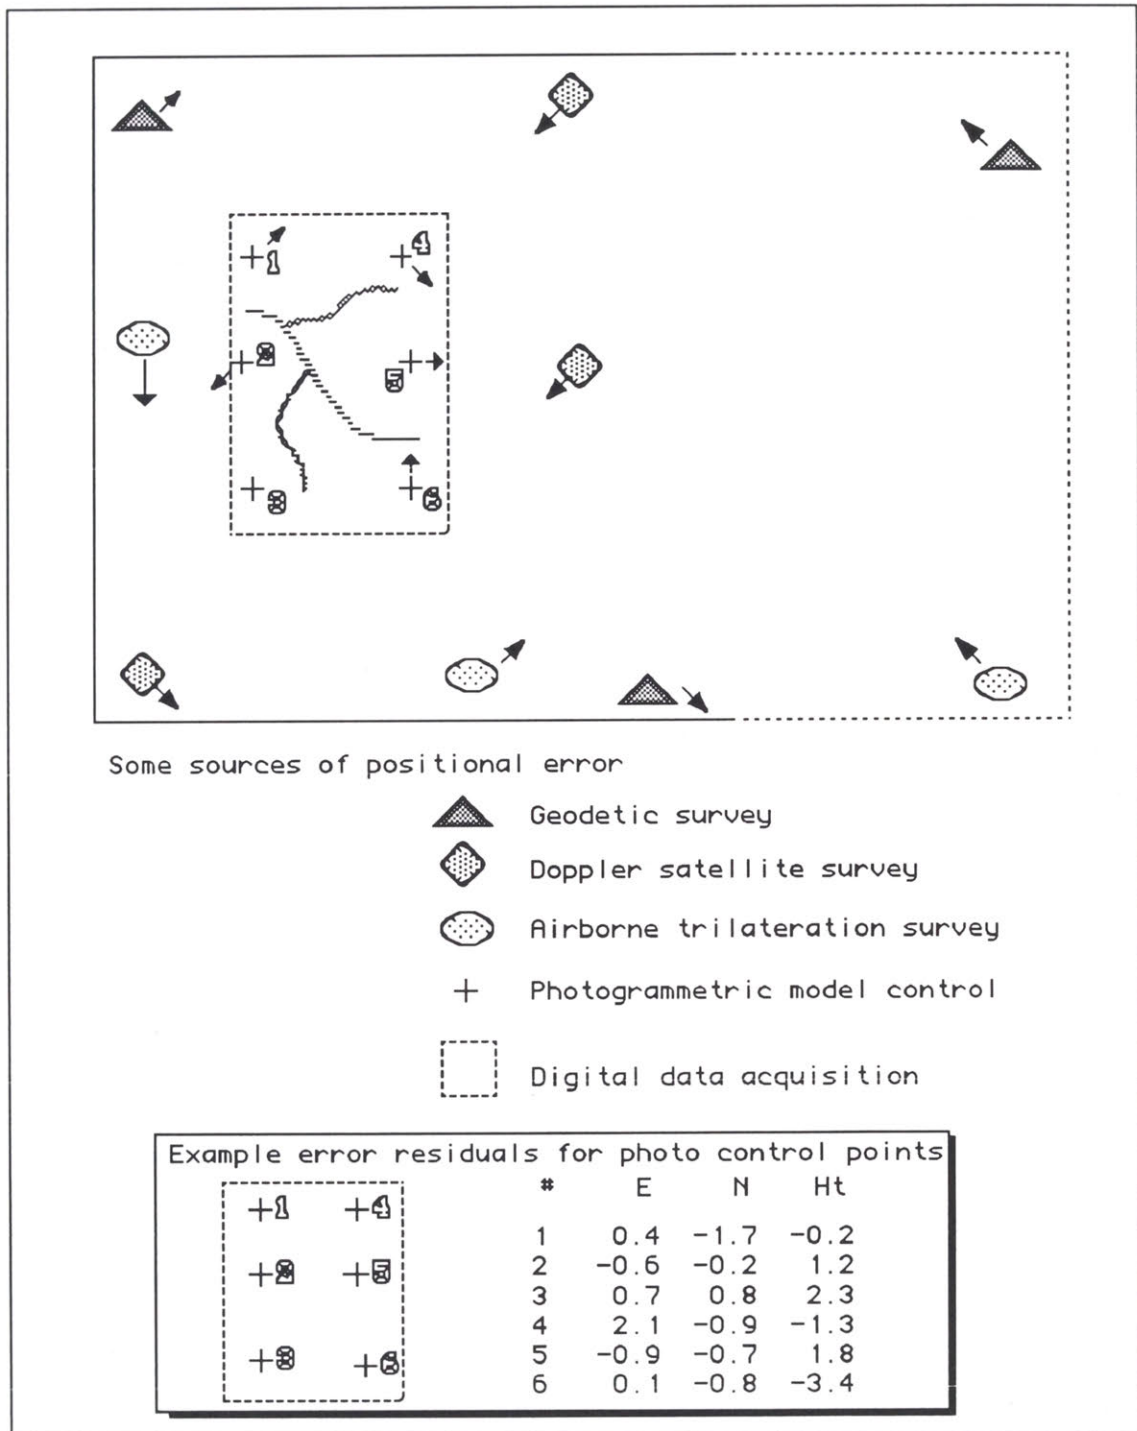 1
4
2
5
3
6
Some sources of positional error
Geodetic survey
Doppler satellite survey
Airborne trilateration survey
Photogrammetric model control
Digital data acquisition
Example error residuals for photo control points
# E N Ht
1 4
2 5
3 6
1 0.4 -1.7 -0.2
2 -0.6 -0.2 1.2
3 0.7 0.8 2.3
4 2.1 -0.9 -1.3
5 -0.9 -0.7 1.8
6 0.1 -0.8 -3.4